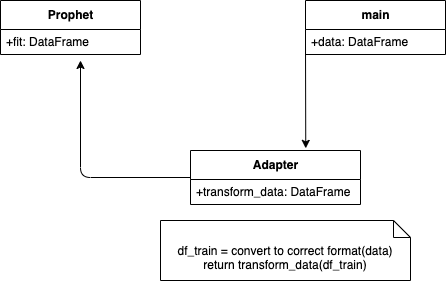 Prophet
+fit: DataFrame
main
+data: DataFrame
Adapter
+transform_data: DataFrame
df_train = convert to correct format(data)
return transform_data(df_train)